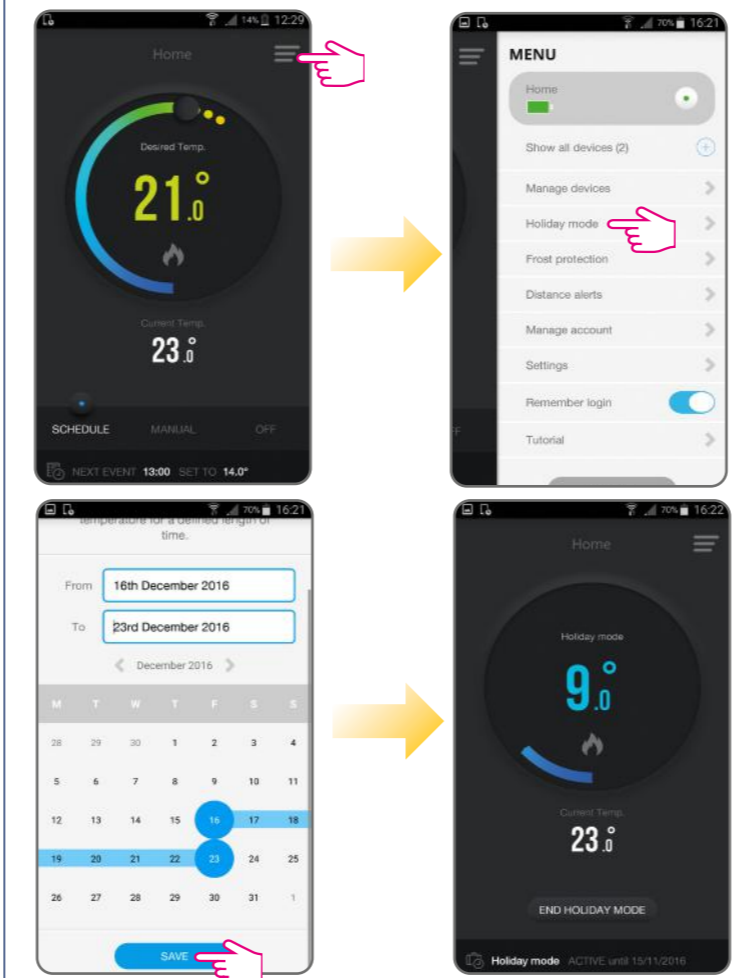 14% 12:29
Home
Desired Temp.
21.0°
Current Temp.
23.0°
SCHEDULE MANUAL OFF
NEXT EVENT 13:00 SET TO 14.0°
70% 16:21
MENU
Home
Show all devices (2)
Manage devices
Holiday mode
Frost protection
Distance alerts
Manage account
Settings
Remember login
Tutorial
70% 16:21
temperature for a defined length of
time.
From 16th December 2016
To 23rd December 2016
December 2016
M T W T F S S
28 29 30 1 2 3 4
5 6 7 8 9 10 11
12 13 14 15 16 17 18
19 20 21 22 23 24 25
26 27 28 29 30 31 1
SAVE
70% 16:22
Home
Holiday mode
9.0°
Current Temp.
23.0°
END HOLIDAY MODE
Holiday mode ACTIVE until 15/11/2016